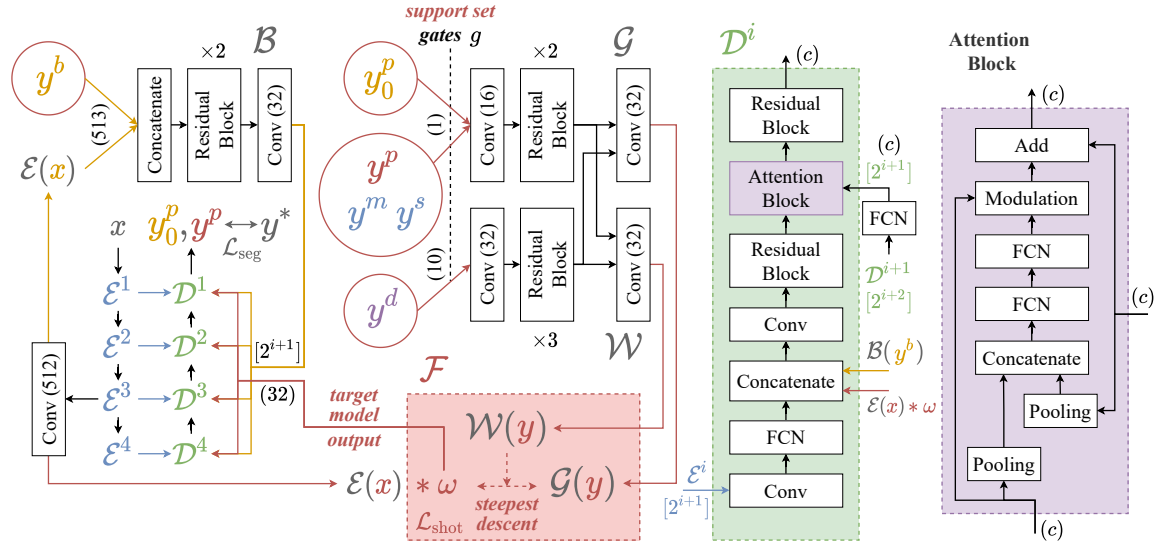 support set
gates g
×2
B
y^b
(513)
Concatenate
Residual
Block
Conv (32)
E(x)
x
y_0^p, y^p ↔ y*
L_seg
E^1
D^1
E^2
D^2
E^3
D^3
E^4
D^4
[2^{i+1}]
(32)
Conv (512)
y_0^p
y^p
y^m y^s
y^d
(1)
(10)
Conv (16)
×2
Residual
Block
G
Conv (32)
Conv (32)
Residual
Block
×3
Conv (32)
W
F
target
model
output
W(y)
E(x) * ω
G(y)
steepest
descent
L_shot
D^i
(c)
Residual
Block
Attention
Block
(c)
[2^{i+1}]
FCN
D^{i+1}
[2^{i+2}]
Residual
Block
Conv
Concatenate
B(y^b)
E(x) * ω
FCN
E^i
[2^{i+1}]
Conv
Attention
Block
(c)
Add
Modulation
FCN
FCN
(c)
Concatenate
Pooling
Pooling
(c)